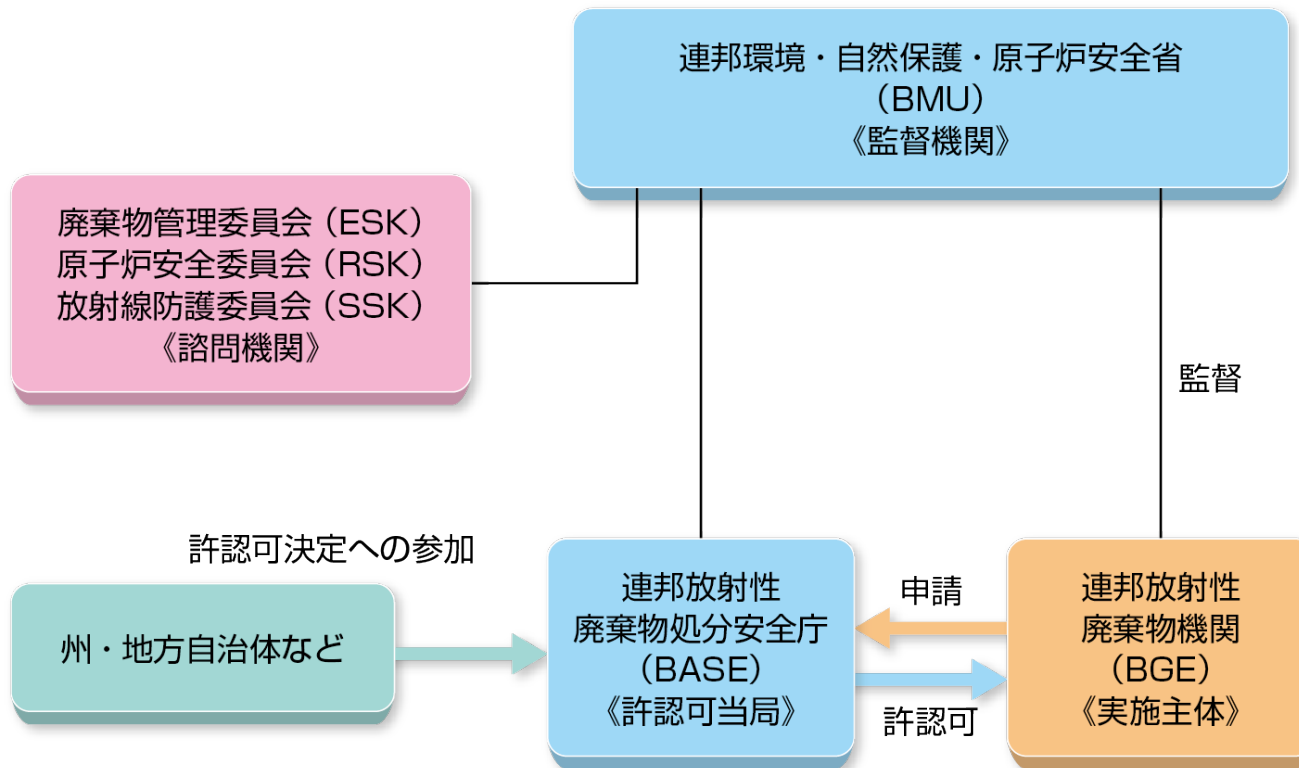 連邦環境・自然保護・原子炉安全省
（BMU）
《監督機関》
廃棄物管理委員会（ESK）
原子炉安全委員会（RSK）
放射線防護委員会（SSK）
《諮問機関》
監督
許認可決定への参加
州・地方自治体など
連邦放射性
廃棄物処分安全庁
（BASE）
《許認可当局》
申請
許認可
連邦放射性
廃棄物機関
（BGE）
《実施主体》